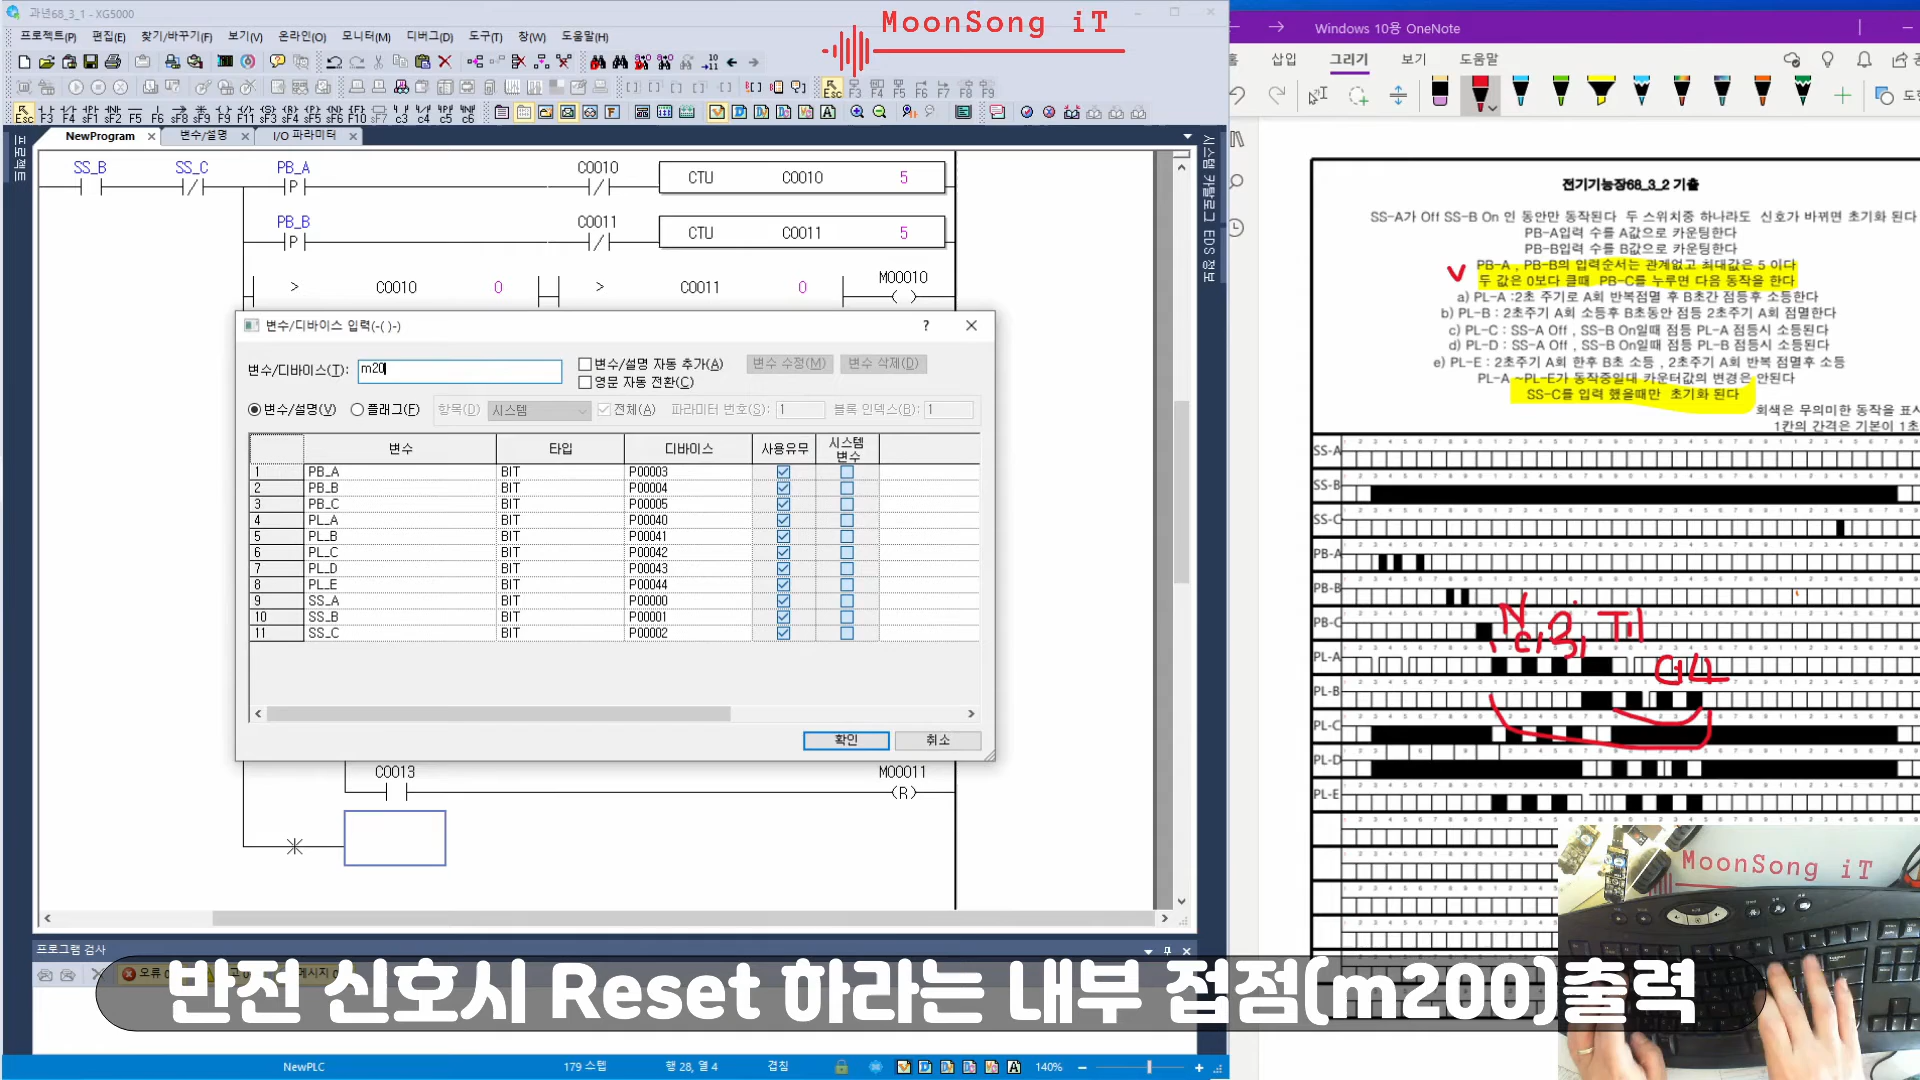 과년68_3_1 - XG5000
MoonSong iT
프로젝트(P) 편집(E) 찾기/바꾸기(F) 보기(V) 온라인(O) 모니터(M) 디버그(D) 도구(T) 창(W) 도움말(H)
NewProgram
변수/설명
I/O 파라미터
SS_B SS_C PB_A C0010
P CTU C0010 5
PB_B C0011
P CTU C0011 5
> C0010 0 > C0011 0 M00010
변수/디바이스 입력(-( )-)
변수/디바이스(T): m20
변수/설명 자동 추가(A)
영문 자동 전환(C)
변수 수정(M) 변수 삭제(D)
변수/설명(V) 플래그(F) 항목(D) 시스템 전체(A) 파라미터 번호(S): 1 블록 인덱스(B): 1
변수 타입 디바이스 사용유무 시스템 변수
1 PB_A BIT P00003
2 PB_B BIT P00004
3 PB_C BIT P00005
4 PL_A BIT P00040
5 PL_B BIT P00041
6 PL_C BIT P00042
7 PL_D BIT P00043
8 PL_E BIT P00044
9 SS_A BIT P00000
10 SS_B BIT P00001
11 SS_C BIT P00002
확인 취소
C0013 M00011
R
프로그램 검사
NewPLC 179 스텝 행 28, 열 4 겹침 140%
프로젝트
시스템 카탈로그 EDS 정보
Windows 10용 OneNote
삽입 그리기 보기 도움말
전기기능장68_3_2 기출
SS-A가 Off SS-B On 인 동안만 동작된다 두 스위치중 하나라도 신호가 바뀌면 초기화 된다
PB-A입력 수를 A값으로 카운팅한다
PB-B입력 수를 B값으로 카운팅한다
PB-A , PB-B의 입력순서는 관계없고 최대값은 5 이다
두 값은 0보다 클때 PB-C를 누루면 다음 동작을 한다
a) PL-A :2초 주기로 A회 반복점멸 후 B초간 점등후 소등한다
b) PL-B : 2초주기 A회 소등후 B초동안 점등 2초주기 A회 점멸한다
c) PL-C : SS-A Off , SS-B On일때 점등 PL-A 점등시 소등된다
d) PL-D : SS-A Off , SS-B On일때 점등 PL-B 점등시 소등된다
e) PL-E : 2초주기 A회 한후 B초 소등 , 2초주기 A회 반복 점멸후 소등
PL-A ~PL-E가 동작중일대 카운터값의 변경은 안된다
SS-C를 입력 했을때만 초기화 된다
회색은 무의미한 동작을 표시
1칸의 간격은 기본이 1초
SS-A
SS-B
SS-C
PB-A
PB-B
PB-C
PL-A
PL-B
PL-C
PL-D
PL-E
MoonSong iT
반전 신호시 Reset 하라는 내부 접점(m200)출력